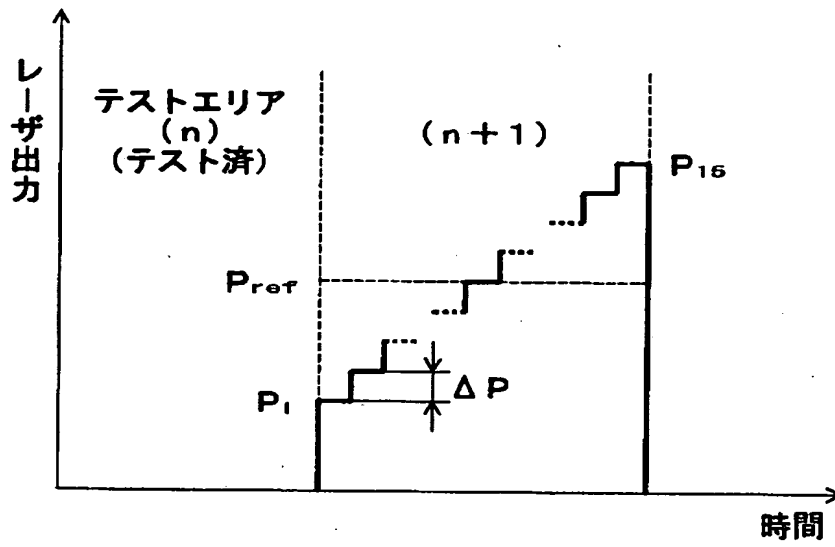 レーザ出力
テストエリア
(n)
(テスト済)
(n+1)
P₁₅
Pref
P₁
ΔP
時間